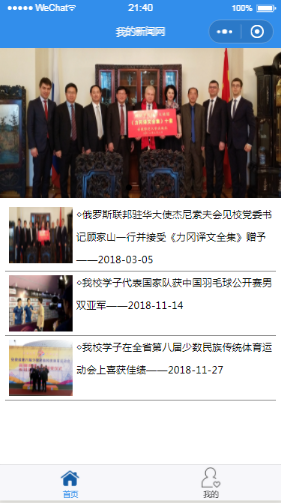 WeChat
21:40
100%
我的新闻网
◇俄罗斯联邦驻华大使杰尼索夫会见校党委书
记顾家山一行并接受《力冈译文全集》赠予
——2018-03-05
◇我校学子代表国家队获中国羽毛球公开赛男
双亚军——2018-11-14
◇我校学子在全省第八届少数民族传统体育运
动会上喜获佳绩——2018-11-27
首页
我的